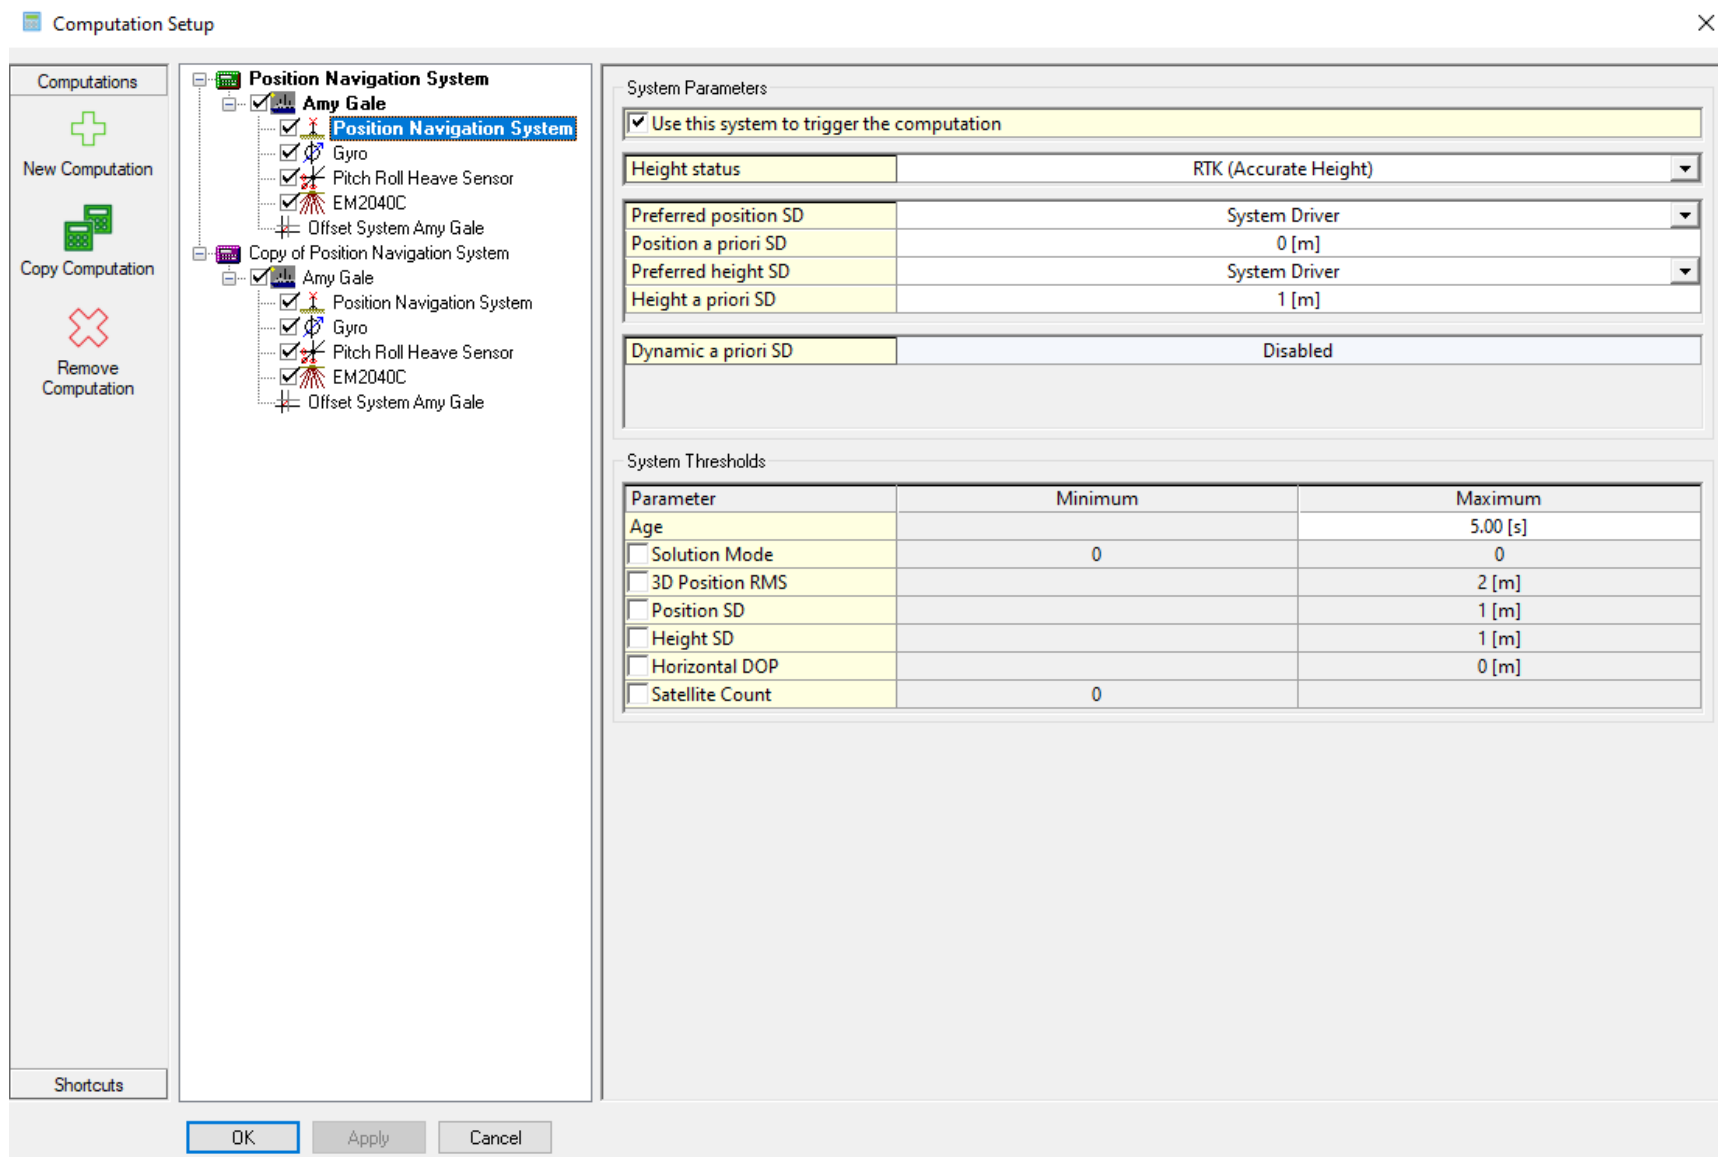 Computation Setup
Computations
New Computation
Copy Computation
Remove
Computation
Shortcuts
Position Navigation System
Amy Gale
Position Navigation System
Gyro
Pitch Roll Heave Sensor
EM2040C
Offset System Amy Gale
Copy of Position Navigation System
Amy Gale
Position Navigation System
Gyro
Pitch Roll Heave Sensor
EM2040C
Offset System Amy Gale
System Parameters
Use this system to trigger the computation
Height status RTK (Accurate Height)
Preferred position SD System Driver
Position a priori SD 0 [m]
Preferred height SD System Driver
Height a priori SD 1 [m]
Dynamic a priori SD Disabled
System Thresholds
Parameter Minimum Maximum
Age 5.00 [s]
Solution Mode 0 0
3D Position RMS 2 [m]
Position SD 1 [m]
Height SD 1 [m]
Horizontal DOP 0 [m]
Satellite Count 0
OK Apply Cancel